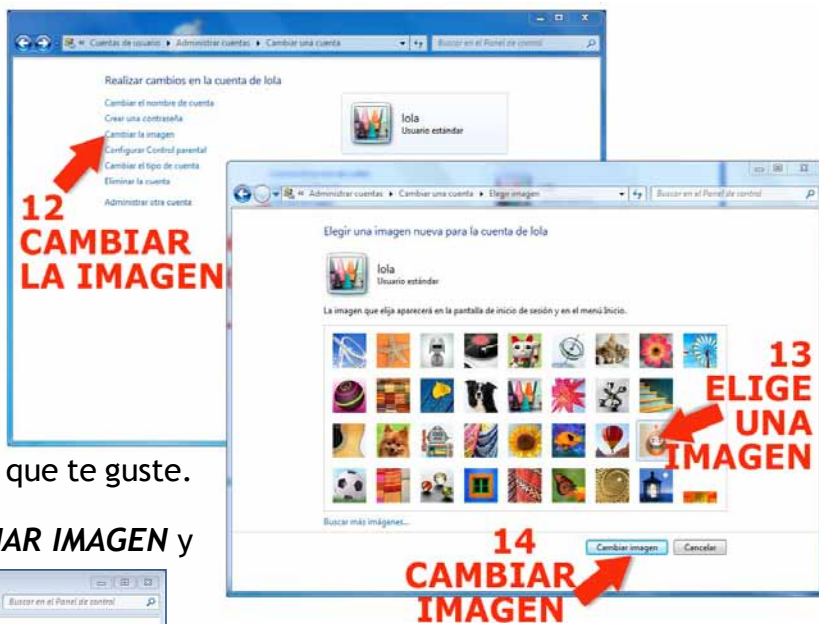 « Cuentas de usuario ▸ Administrar cuentas ▸ Cambiar una cuenta
Buscar en el Panel de control
Realizar cambios en la cuenta de lola
Cambiar el nombre de cuenta
Crear una contraseña
Cambiar la imagen
Configurar Control parental
Cambiar el tipo de cuenta
Eliminar la cuenta
Administrar otra cuenta
lola
Usuario estándar
12
CAMBIAR
LA IMAGEN
« Administrar cuentas ▸ Cambiar una cuenta ▸ Elegir imagen
Buscar en el Panel de control
Elegir una imagen nueva para la cuenta de lola
lola
Usuario estándar
La imagen que elija aparecerá en la pantalla de inicio de sesión y en el menú Inicio.
13
ELIGE
UNA
IMAGEN
Buscar más imágenes...
Cambiar imagen
Cancelar
14
CAMBIAR
IMAGEN
que te guste.
IAR IMAGEN y
Buscar en el Panel de control